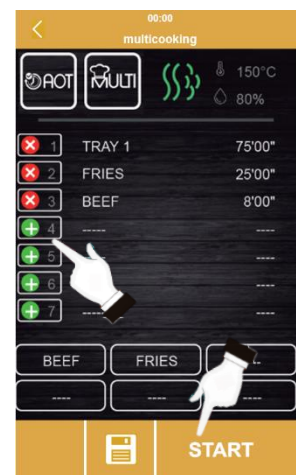 00:00
multicooking
AOT MULTI 150°C
80%
1 TRAY 1 75'00"
2 FRIES 25'00"
3 BEEF 8'00"
4 ----- ----
5 ----
6 ----
7 ----- ----
BEEF FRIES --
---- ---- ----
START